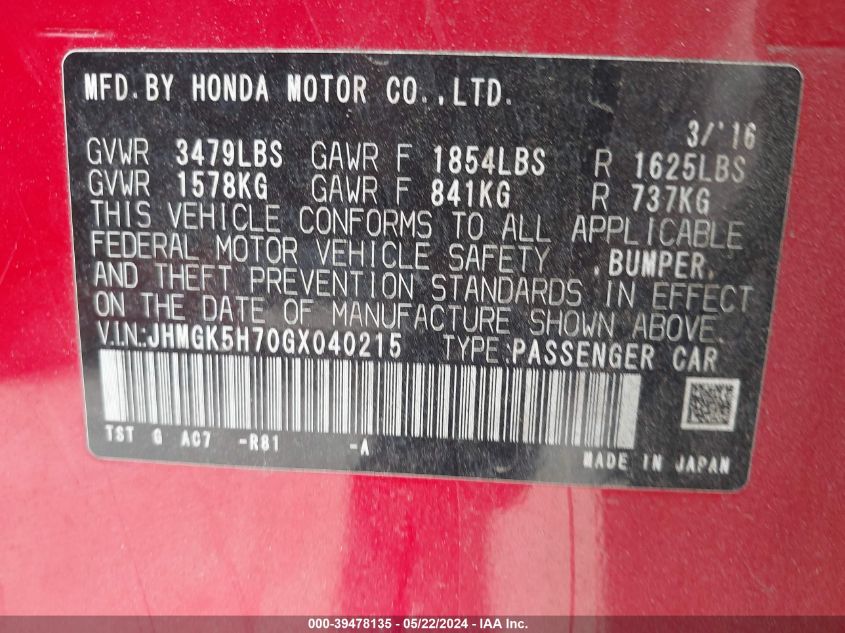 MFD. BY HONDA MOTOR CO., LTD.
3/'16
GVWR 3479LBS GAWR F 1854LBS R 1625LBS
GVWR 1578KG GAWR F 841KG R 737KG
THIS VEHICLE CONFORMS TO ALL APPLICABLE
FEDERAL MOTOR VEHICLE SAFETY , BUMPER,
AND THEFT PREVENTION STANDARDS IN EFFECT
ON THE DATE OF MANUFACTURE SHOWN ABOVE.
V.I.N.:JHMGK5H70GX040215 TYPE:PASSENGER CAR
TST G AC7 -R81 -A
MADE IN JAPAN
000-39478135 - 05/22/2024 - IAA Inc.